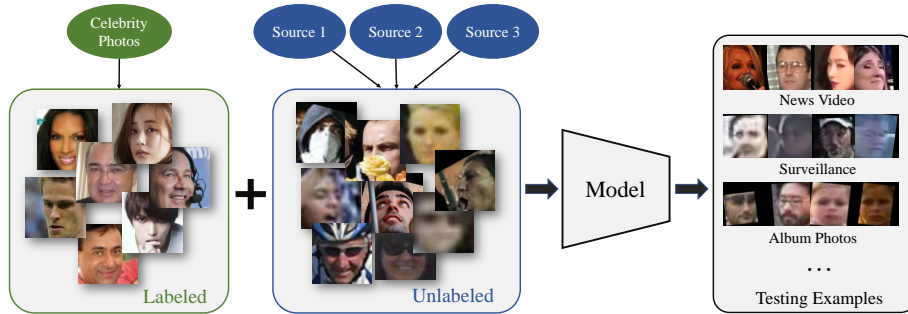 Celebrity
Photos
Source 1
Source 2
Source 3
Labeled
+
Unlabeled
Model
News Video
Surveillance
Album Photos
...
Testing Examples